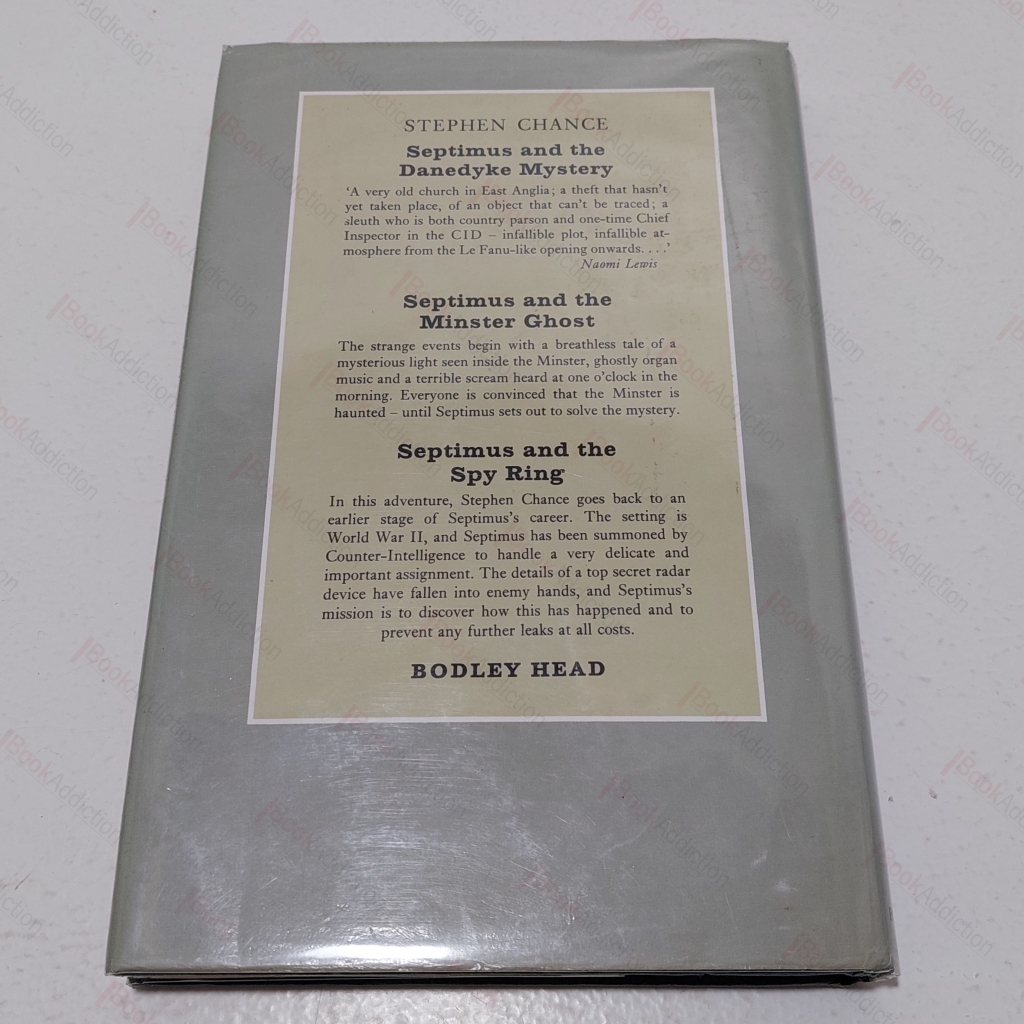 STEPHEN CHANCE
Septimus and the
Danedyke Mystery
‘A very old church in East Anglia; a theft that hasn’t
yet taken place, of an object that can’t be traced; a
sleuth who is both country parson and one-time Chief
Inspector in the CID – infallible plot, infallible at-
mosphere from the Le Fanu-like opening onwards. . . .’
Naomi Lewis
Septimus and the
Minster Ghost
The strange events begin with a breathless tale of a
mysterious light seen inside the Minster, ghostly organ
music and a terrible scream heard at one o’clock in the
morning. Everyone is convinced that the Minster is
haunted – until Septimus sets out to solve the mystery.
Septimus and the
Spy Ring
In this adventure, Stephen Chance goes back to an
earlier stage of Septimus’s career. The setting is
World War II, and Septimus has been summoned by
Counter-Intelligence to handle a very delicate and
important assignment. The details of a top secret radar
device have fallen into enemy hands, and Septimus’s
mission is to discover how this has happened and to
prevent any further leaks at all costs.
BODLEY HEAD
BookAddiction